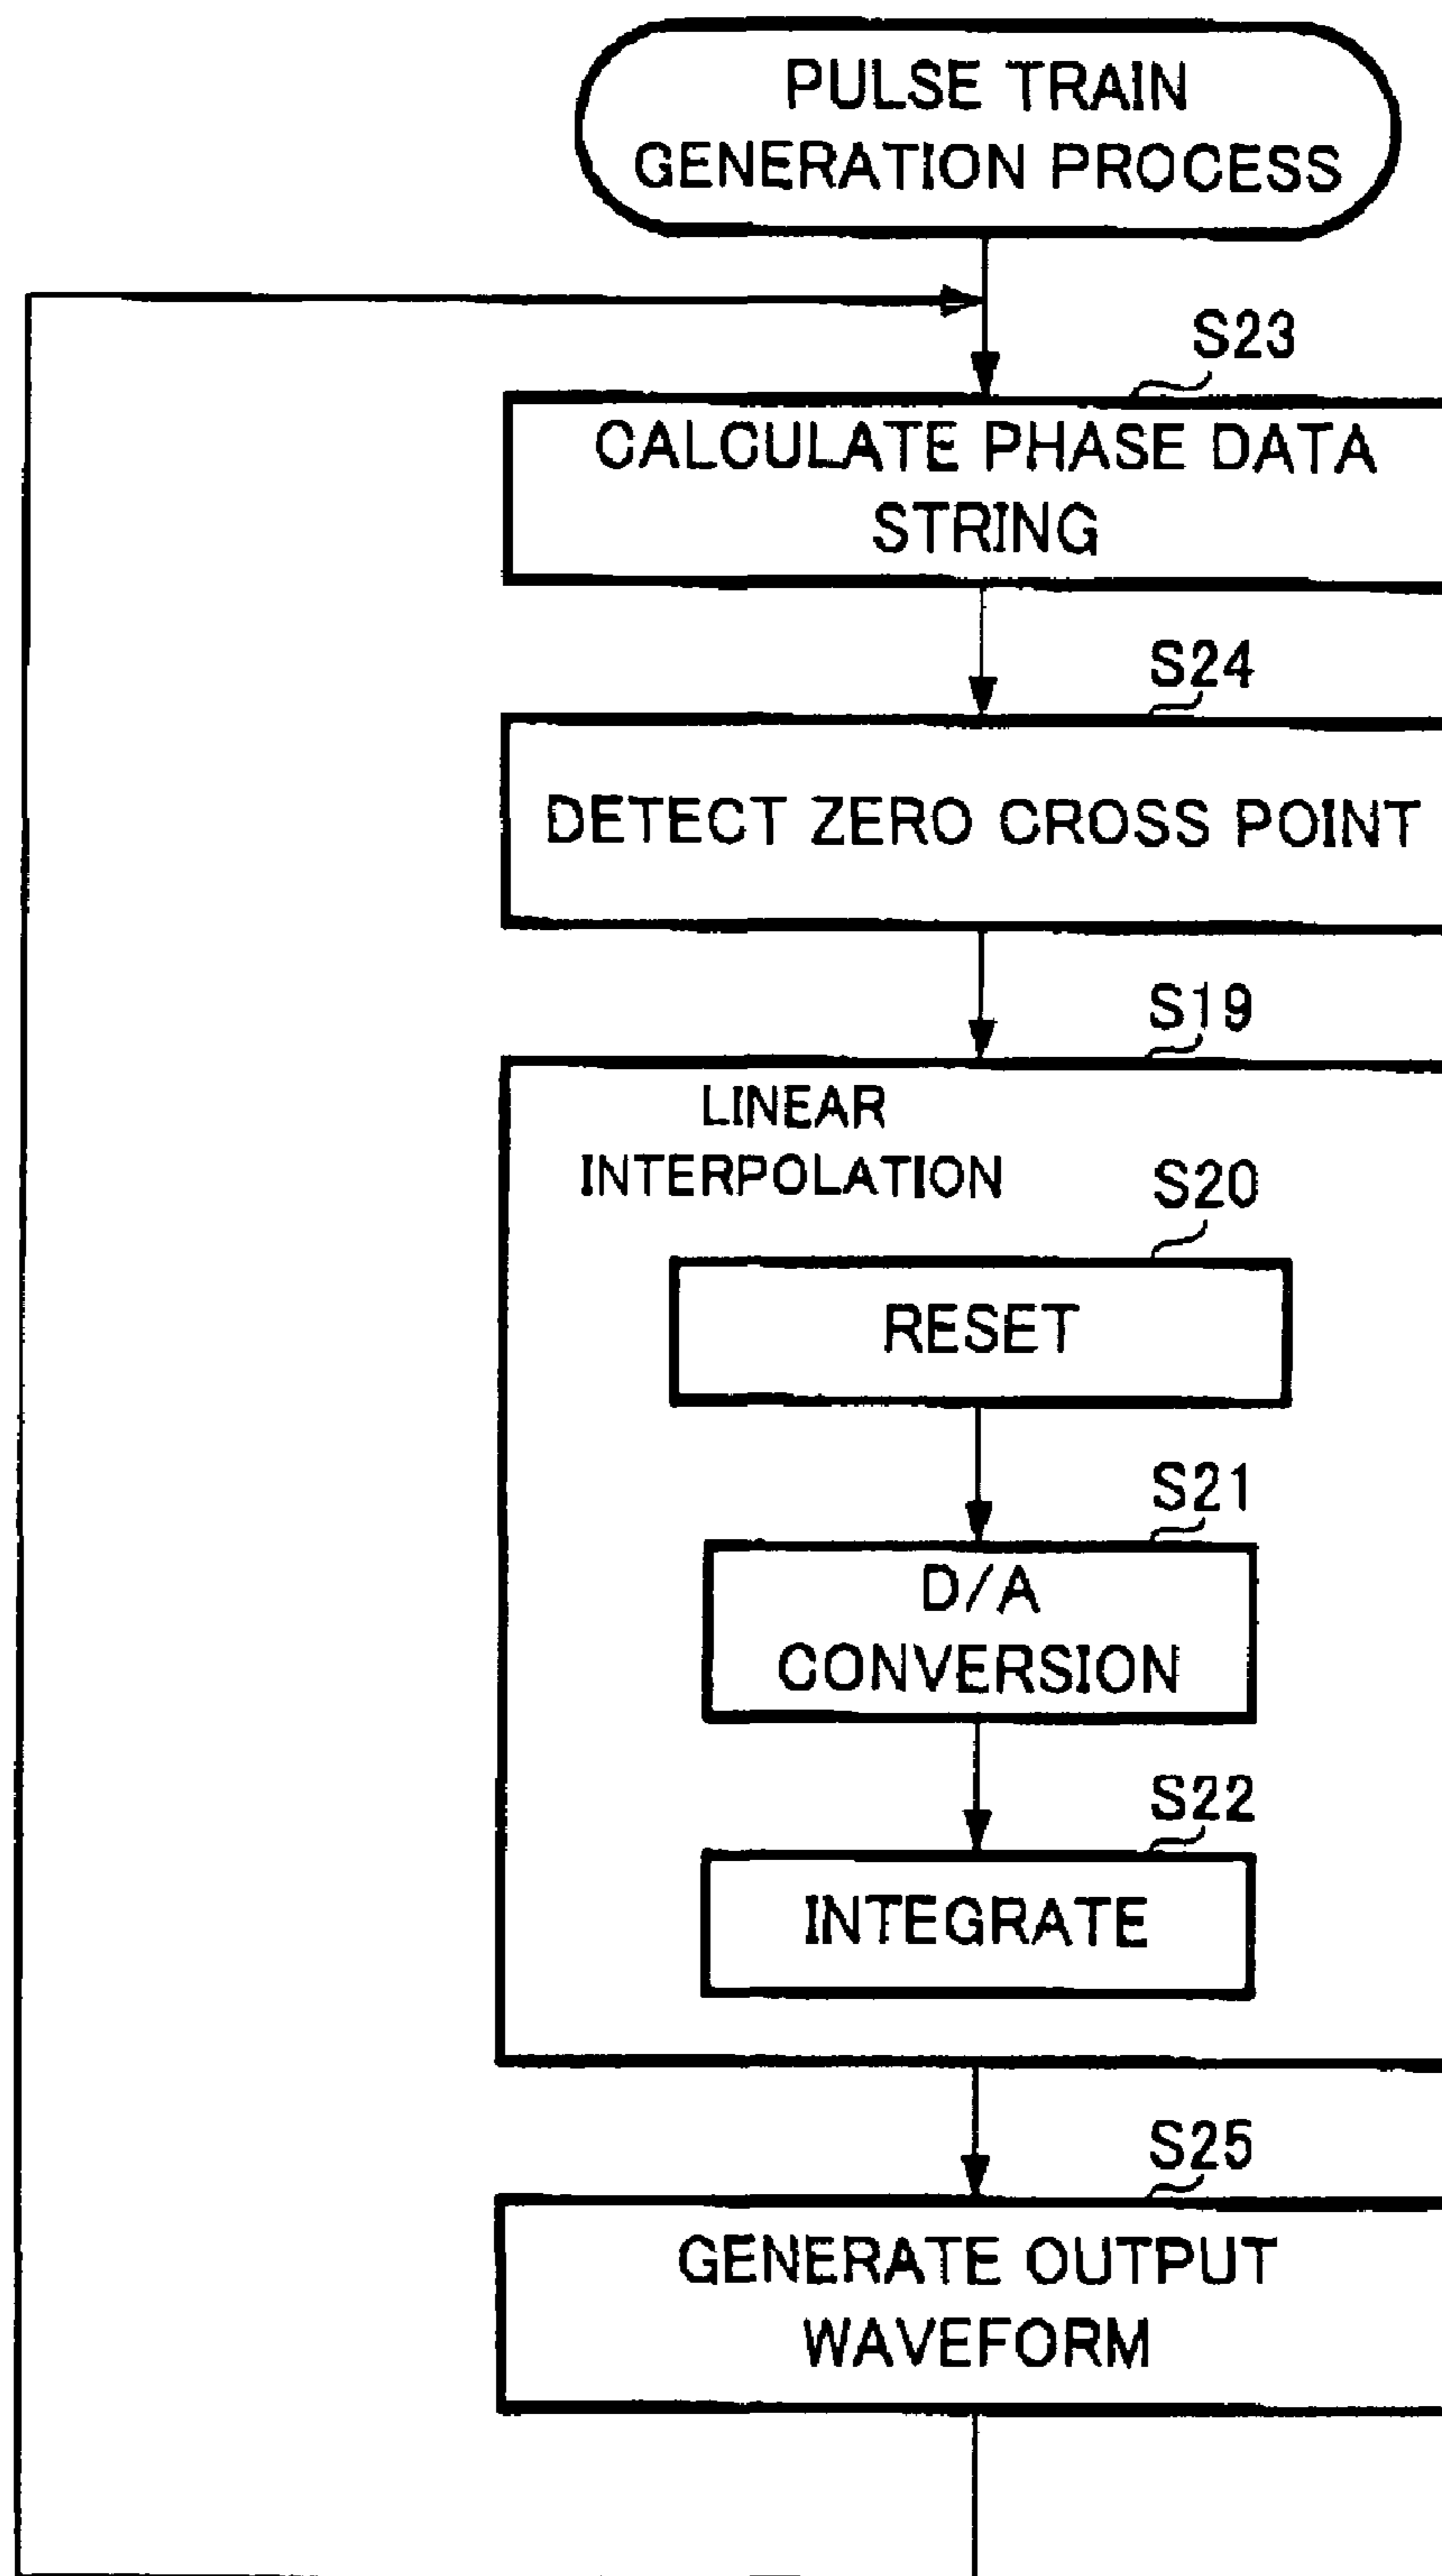 PULSE TRAIN
GENERATION PROCESS
S23
CALCULATE PHASE DATA
STRING
S24
DETECT ZERO CROSS POINT
S19
LINEAR
INTERPOLATION
S20
RESET
S21
D/A
CONVERSION
S22
INTEGRATE
S25
GENERATE OUTPUT
WAVEFORM